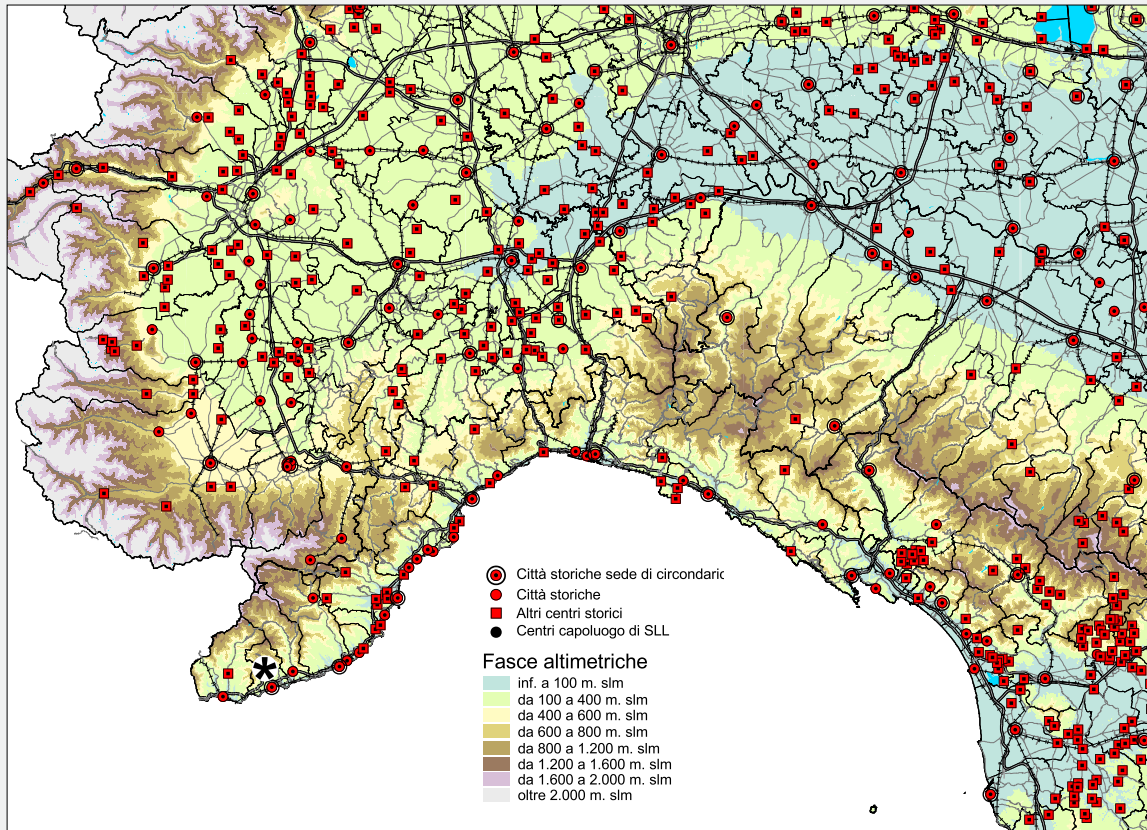 Città storiche sede di circondaric
Città storiche
Altri centri storici
Centri capoluogo di SLL
Fasce altimetriche
inf. a 100 m. slm
da 100 a 400 m. slm
da 400 a 600 m. slm
da 600 a 800 m. slm
da 800 a 1.200 m. slm
da 1.200 a 1.600 m. slm
da 1.600 a 2.000 m. slm
oltre 2.000 m. slm
*